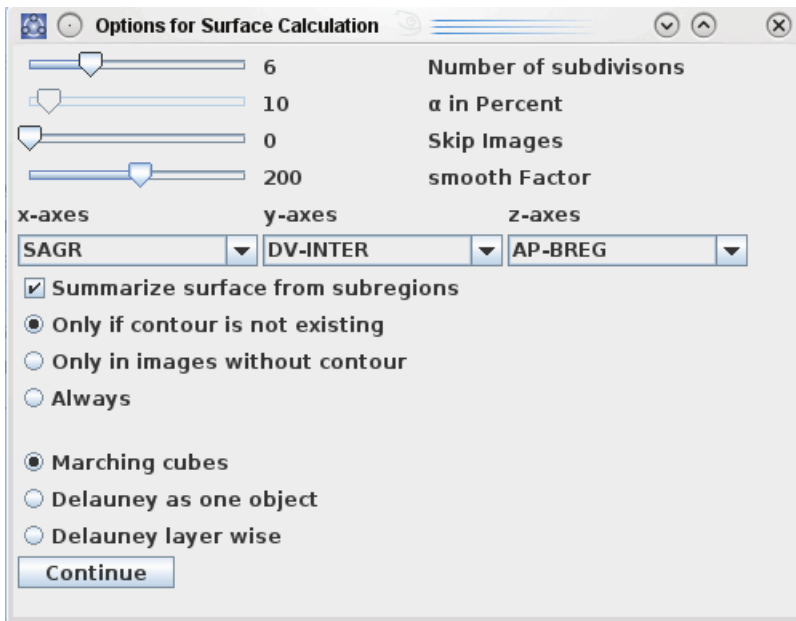 Options for Surface Calculation
6 Number of subdivisons
10 α in Percent
0 Skip Images
200 smooth Factor
x-axes y-axes z-axes
SAGR DV-INTER AP-BREG
Summarize surface from subregions
Only if contour is not existing
Only in images without contour
Always
Marching cubes
Delauney as one object
Delauney layer wise
Continue